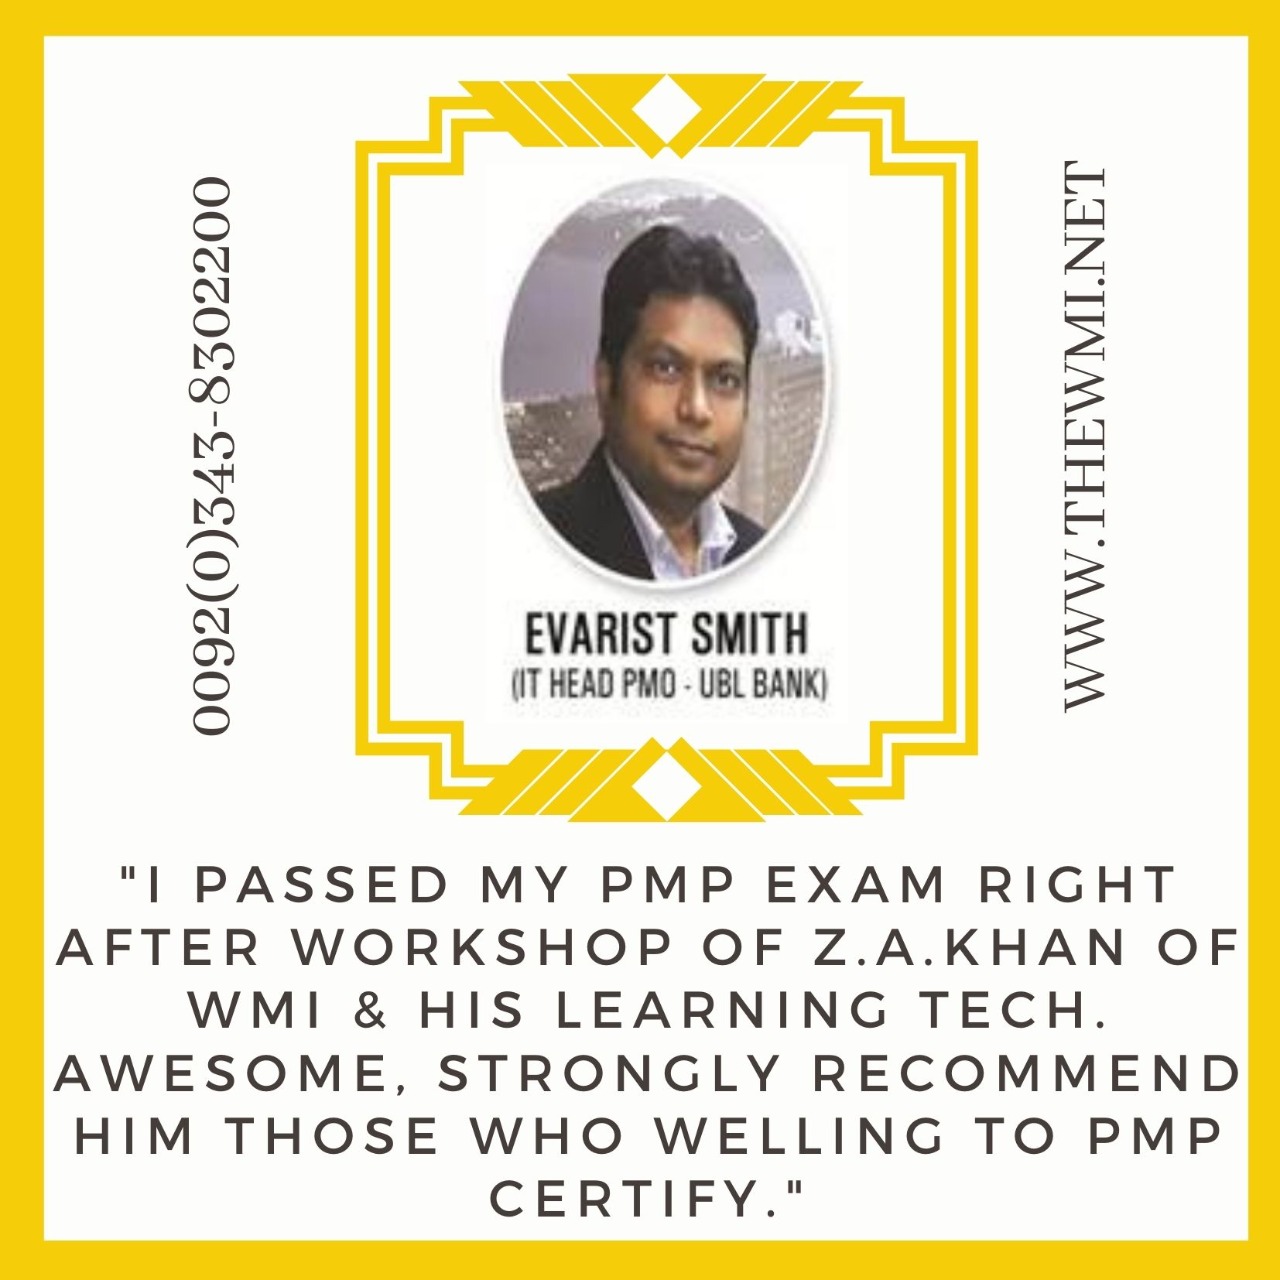 0092(0)343-8302200
WWW.THEWMI.NET
EVARIST SMITH
(IT HEAD PMO - UBL BANK)
"I PASSED MY PMP EXAM RIGHT
AFTER WORKSHOP OF Z.A.KHAN OF
WMI & HIS LEARNING TECH.
AWESOME, STRONGLY RECOMMEND
HIM THOSE WHO WELLING TO PMP
CERTIFY."